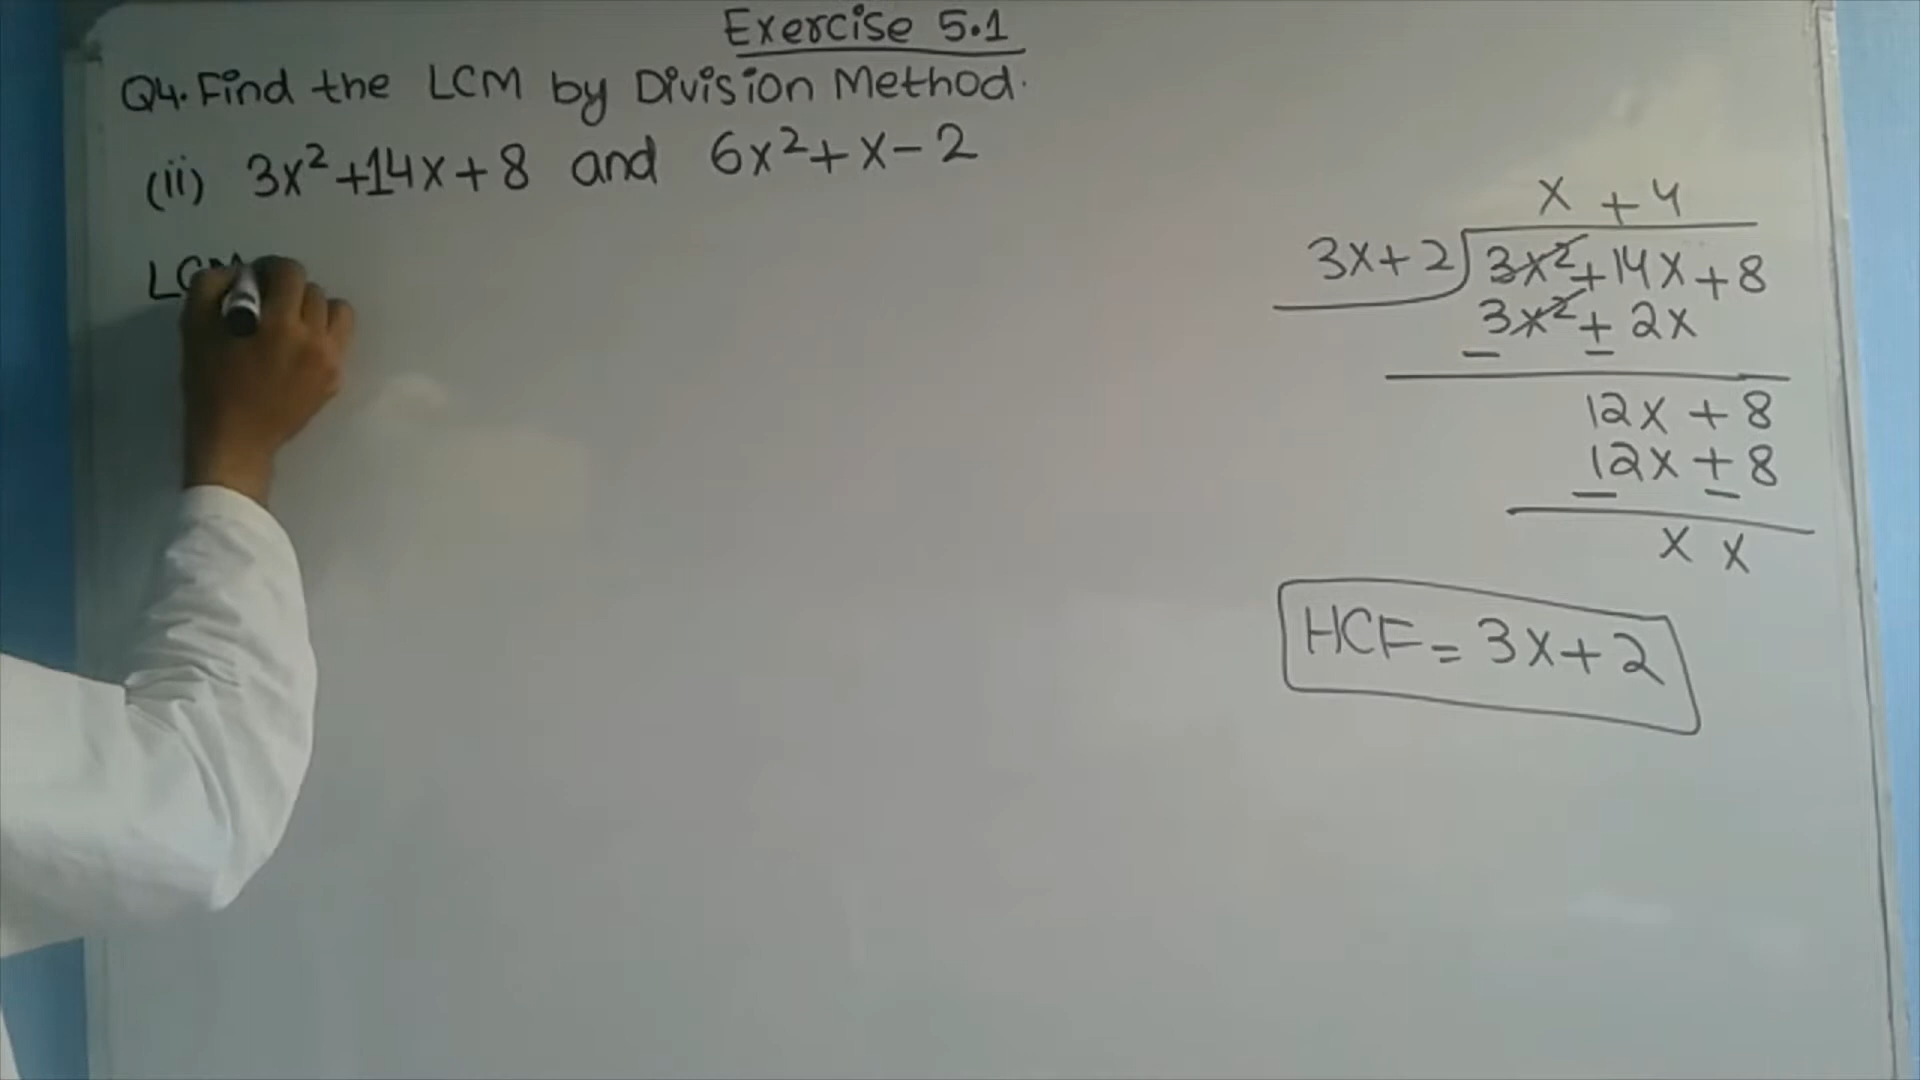 Exercise 5.1
Q4. Find the LCM by Division Method.
(ii) 3x²+14x+8 and 6x²+x-2
LCM
x + 4
3x+2) 3x²+14x+8
3x²+2x
- -
12x + 8
12x + 8
- -
x x
HCF = 3x+2